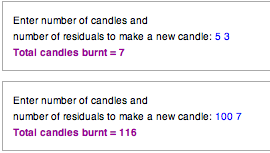 Enter number of candles and
number of residuals to make a new candle: 5 3
Total candles burnt = 7
Enter number of candles and
number of residuals to make a new candle: 100 7
Total candles burnt = 116